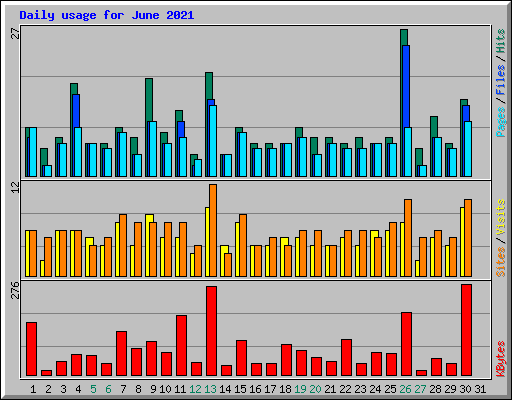 Daily usage for June 2021
27
12
276
Pages / Files / Hits
Sites / Visits
KBytes
1 2 3 4 5 6 7 8 9 10 11 12 13 14 15 16 17 18 19 20 21 22 23 24 25 26 27 28 29 30 31